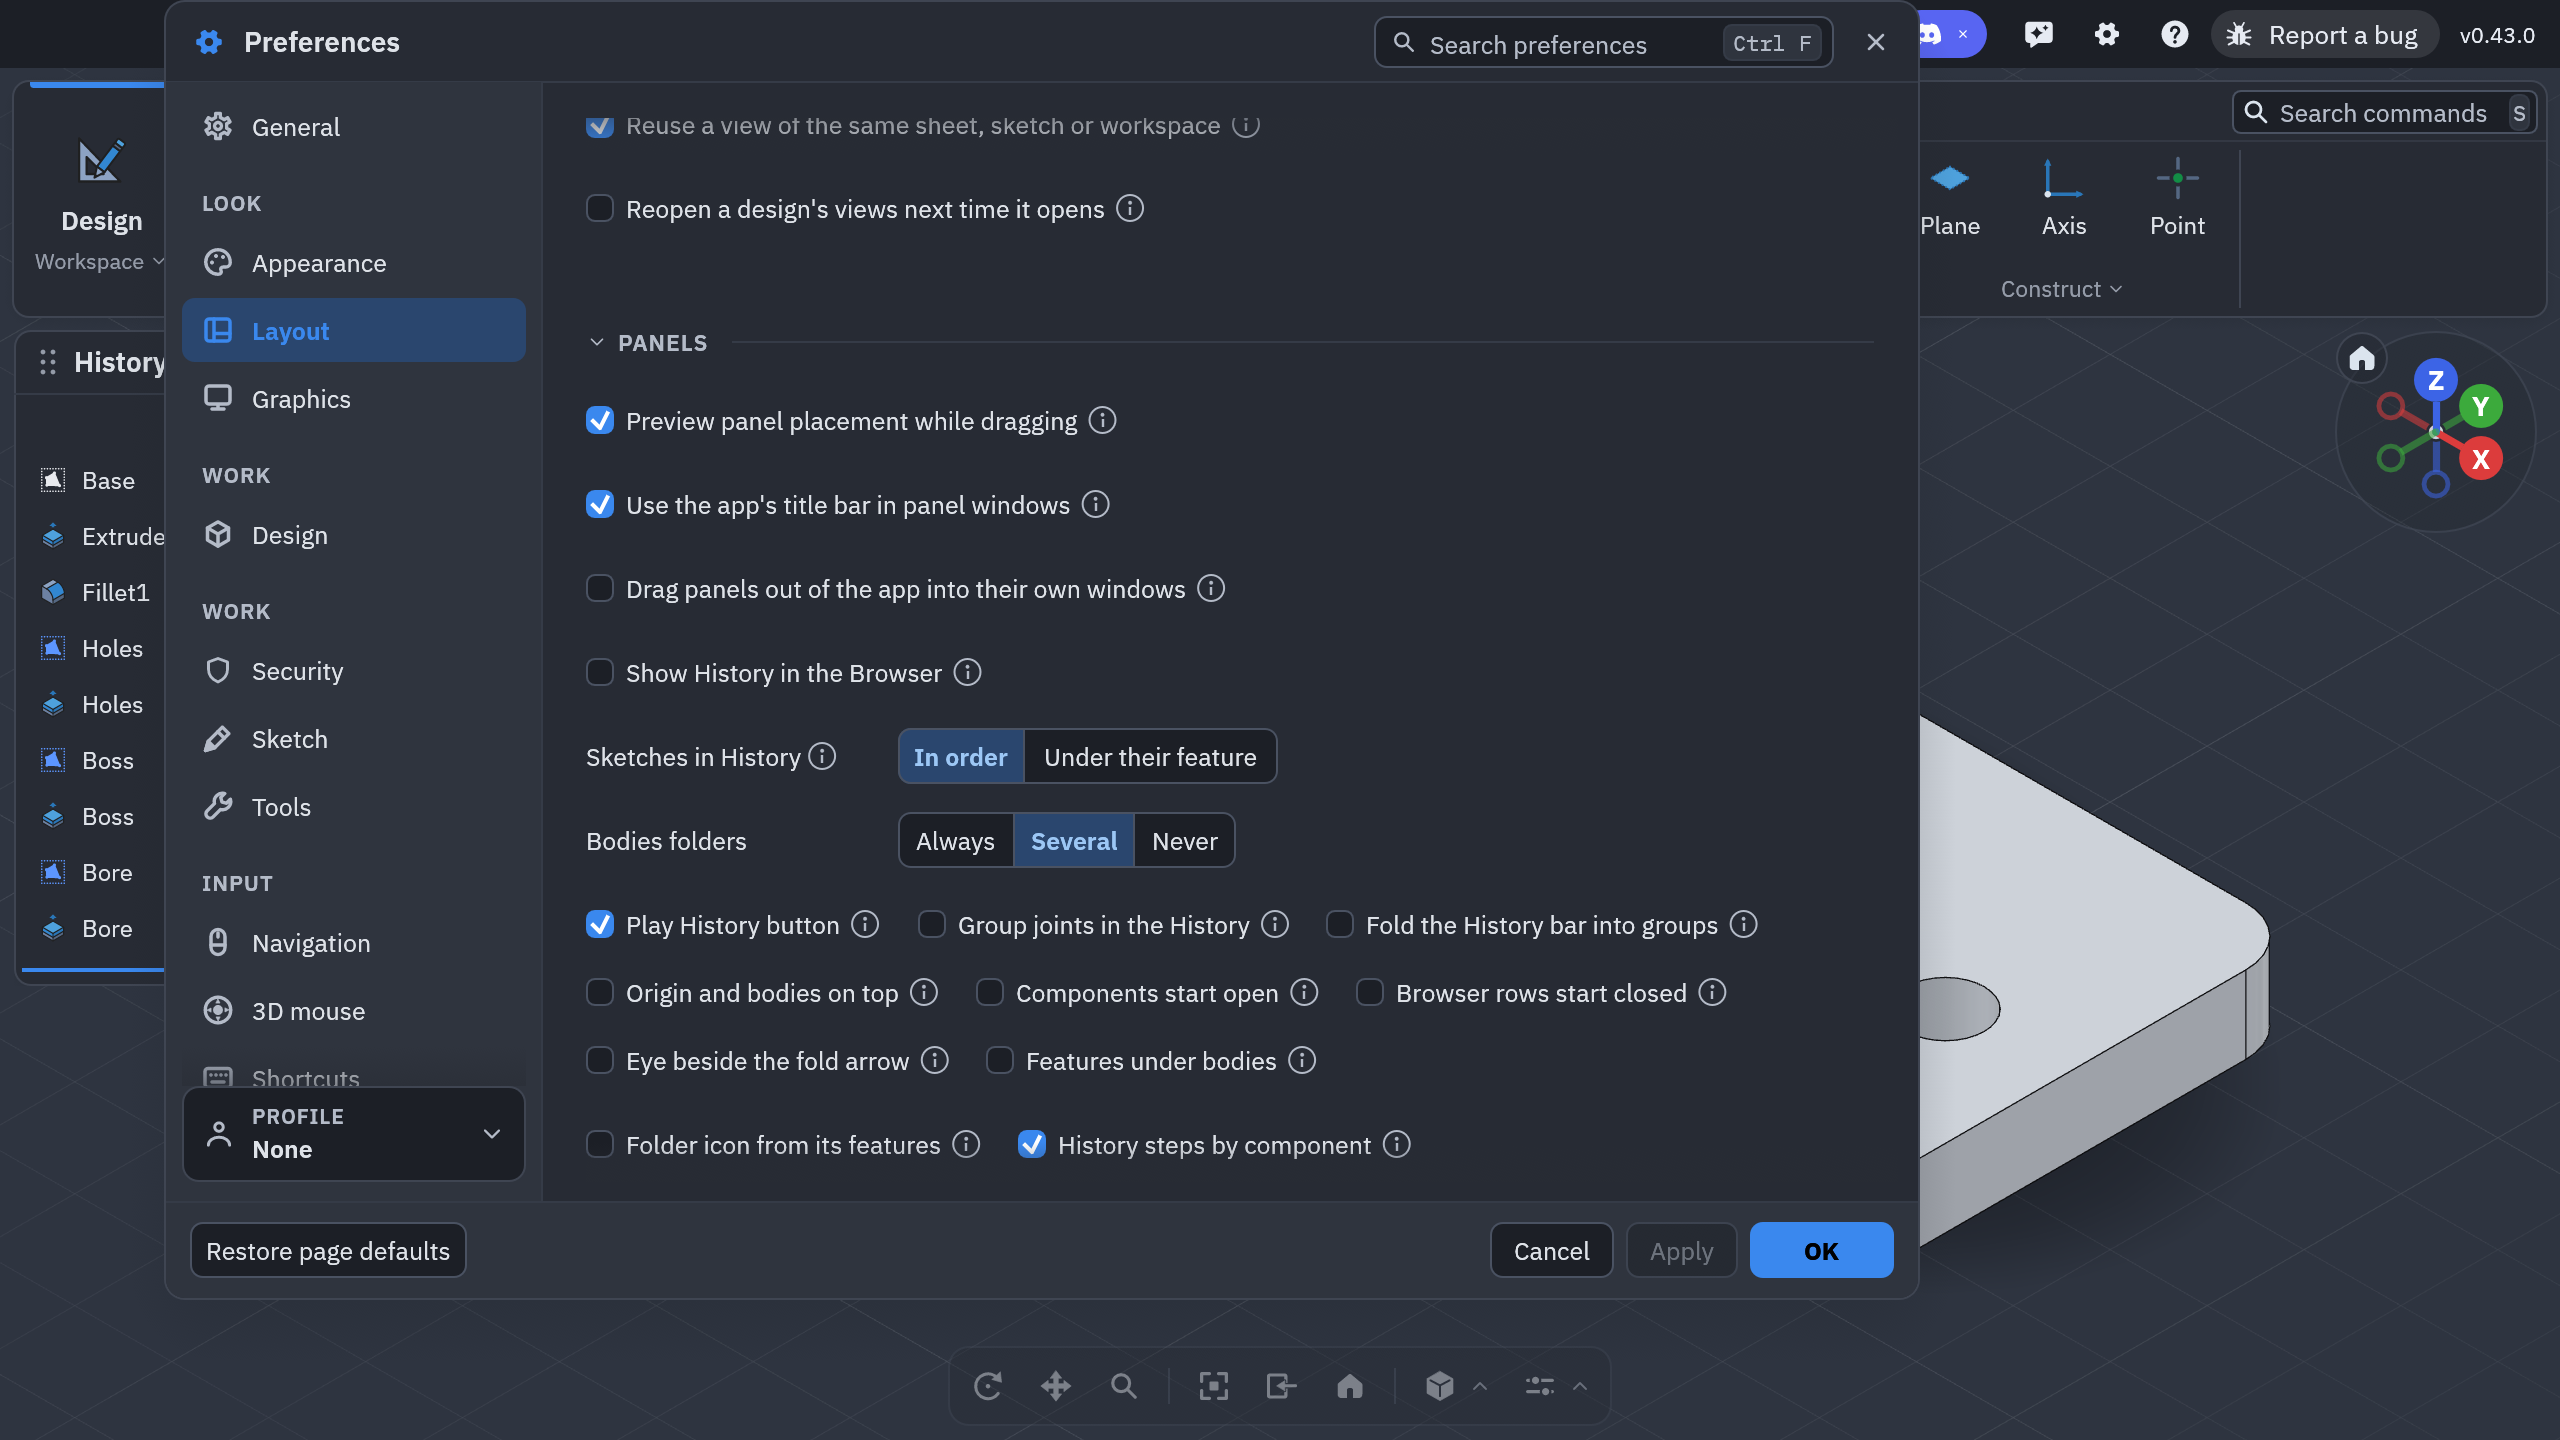 Preferences
Search preferences
Ctrl F
Report a bug
v0.43.0
Design
Workspace
Search commands
S
Plane
Axis
Point
Construct
History
Base
Extrude
Fillet1
Holes
Holes
Boss
Boss
Bore
Bore
General
LOOK
Appearance
Layout
Graphics
WORK
Design
WORK
Security
Sketch
Tools
INPUT
Navigation
3D mouse
Shortcuts
PROFILE
None
Reuse a view of the same sheet, sketch or workspace
Reopen a design's views next time it opens
PANELS
Preview panel placement while dragging
Use the app's title bar in panel windows
Drag panels out of the app into their own windows
Show History in the Browser
Sketches in History In order Under their feature
Bodies folders Always Several Never
Play History button Group joints in the History Fold the History bar into groups
Origin and bodies on top Components start open Browser rows start closed
Eye beside the fold arrow Features under bodies
Folder icon from its features History steps by component
Restore page defaults
Cancel
Apply
OK
Z
Y
X